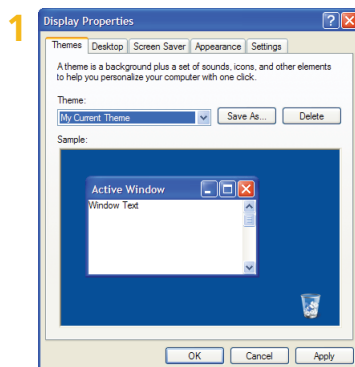 1
Display Properties
Themes Desktop Screen Saver Appearance Settings
A theme is a background plus a set of sounds, icons, and other elements
to help you personalize your computer with one click.
Theme:
My Current Theme Save As... Delete
Sample:
Active Window
Window Text
OK Cancel Apply